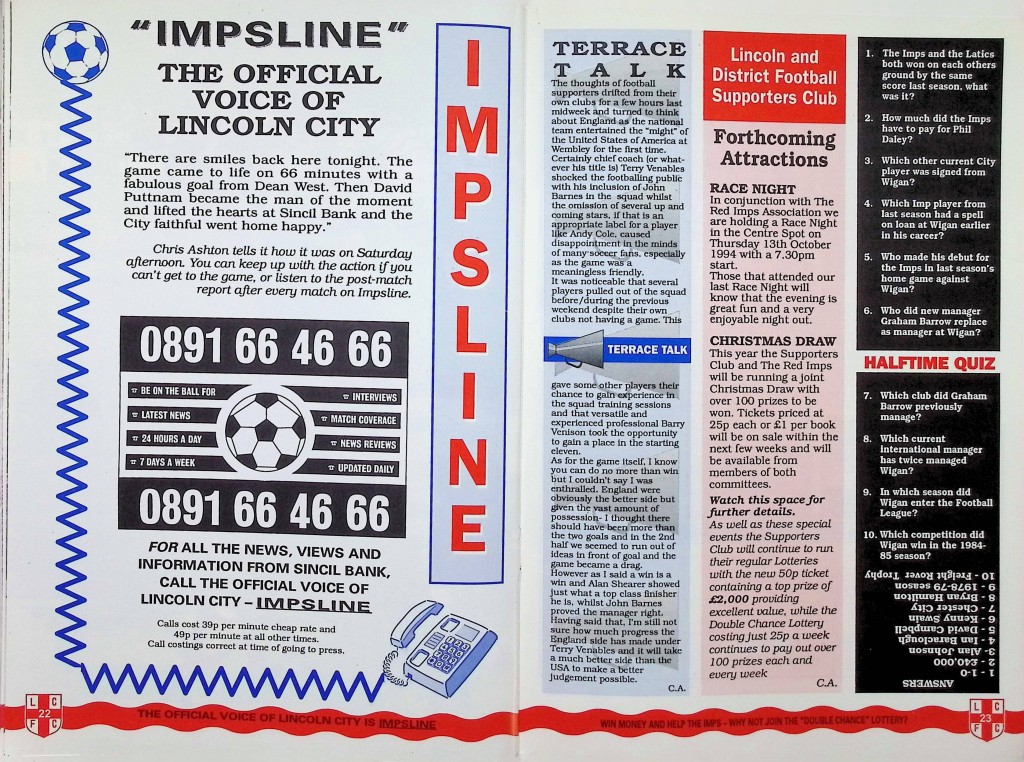 "IMPSLINE"
THE OFFICIAL
VOICE OF
LINCOLN CITY
"There are smiles back here tonight. The
game came to life on 66 minutes with a
fabulous goal from Dean West. Then David
Puttnam became the man of the moment
and lifted the hearts at Sincil Bank and the
City faithful went home happy."
Chris Ashton tells it how it was on Saturday
afternoon. You can keep up with the action if you
can't get to the game, or listen to the post-match
report after every match on Impsline.
0891 66 46 66
BE ON THE BALL FOR
LATEST NEWS
24 HOURS A DAY
7 DAYS A WEEK
INTERVIEWS
MATCH COVERAGE
NEWS REVIEWS
UPDATED DAILY
0891 66 46 66
FOR ALL THE NEWS, VIEWS AND
INFORMATION FROM SINCIL BANK,
CALL THE OFFICIAL VOICE OF
LINCOLN CITY – IMPSLINE
Calls cost 39p per minute cheap rate and
49p per minute at all other times.
Call costings correct at time of going to press.
IMPSLINE
L C
22
F C
THE OFFICIAL VOICE OF LINCOLN CITY IS IMPSLINE
TERRACE
TALK
The thoughts of football
supporters drifted from their
own clubs for a few hours last
midweek and turned to think
about England as the national
team entertained the "might" of
the United States of America at
Wembley for the first time.
Certainly chief coach (or what-
ever his title is) Terry Venables
shocked the footballing public
with his inclusion of John
Barnes in the squad whilst
the omission of several up and
coming stars, if that is an
appropriate label for a player
like Andy Cole, caused
disappointment in the minds
of many soccer fans, especially
as the game was a
meaningless friendly.
It was noticeable that several
players pulled out of the squad
before/during the previous
weekend despite their own
clubs not having a game. This
TERRACE TALK
gave some other players their
chance to gain experience in
the squad training sessions
and that versatile and
experienced professional Barry
Venison took the opportunity
to gain a place in the starting
eleven.
As for the game itself, I know
you can do no more than win
but I couldn't say I was
enthralled. England were
obviously the better side but
given the vast amount of
possession- I thought there
should have been more than
the two goals and in the 2nd
half we seemed to run out of
ideas in front of goal and the
game became a drag.
However as I said a win is a
win and Alan Shearer showed
just what a top class finisher
he is, whilst John Barnes
proved the manager right.
Having said that, I'm still not
sure how much progress the
England side has made under
Terry Venables and it will take
a much better side than the
USA to make a better
judgement possible.
C.A.
Lincoln and
District Football
Supporters Club
Forthcoming
Attractions
RACE NIGHT
In conjunction with The
Red Imps Association we
are holding a Race Night
in the Centre Spot on
Thursday 13th October
1994 with a 7.30pm
start.
Those that attended our
last Race Night will
know that the evening is
great fun and a very
enjoyable night out.
CHRISTMAS DRAW
This year the Supporters
Club and The Red Imps
will be running a joint
Christmas Draw with
over 100 prizes to be
won. Tickets priced at
25p each or £1 per book
will be on sale within the
next few weeks and will
be available from
members of both
committees.
Watch this space for
further details.
As well as these special
events the Supporters
Club will continue to run
their regular Lotteries
with the new 50p ticket
containing a top prize of
£2,000 providing
excellent value, while the
Double Chance Lottery
costing just 25p a week
continues to pay out over
100 prizes each and
every week
C.A.
1. The Imps and the Latics
both won on each others
ground by the same
score last season, what
was it?
2. How much did the Imps
have to pay for Phil
Daley?
3. Which other current City
player was signed from
Wigan?
4. Which Imp player from
last season had a spell
on loan at Wigan earlier
in his career?
5. Who made his debut for
the Imps in last season's
home game against
Wigan?
6. Who did new manager
Graham Barrow replace
as manager at Wigan?
HALFTIME QUIZ
7. Which club did Graham
Barrow previously
manage?
8. Which current
international manager
has twice managed
Wigan?
9. In which season did
Wigan enter the Football
League?
10. Which competition did
Wigan win in the 1984-
85 season?
ANSWERS
1 - 1-0
2 - £40,000
3- Alan Johnson
4 - Ian Baraclough
5 - David Campbell
6 - Kenny Swain
7 - Chester City
8 - Bryan Hamilton
9 - 1978-79 season
10 - Freight Rover Trophy
WIN MONEY AND HELP THE IMPS – WHY NOT JOIN THE "DOUBLE CHANCE" LOTTERY?
L C
23
F C